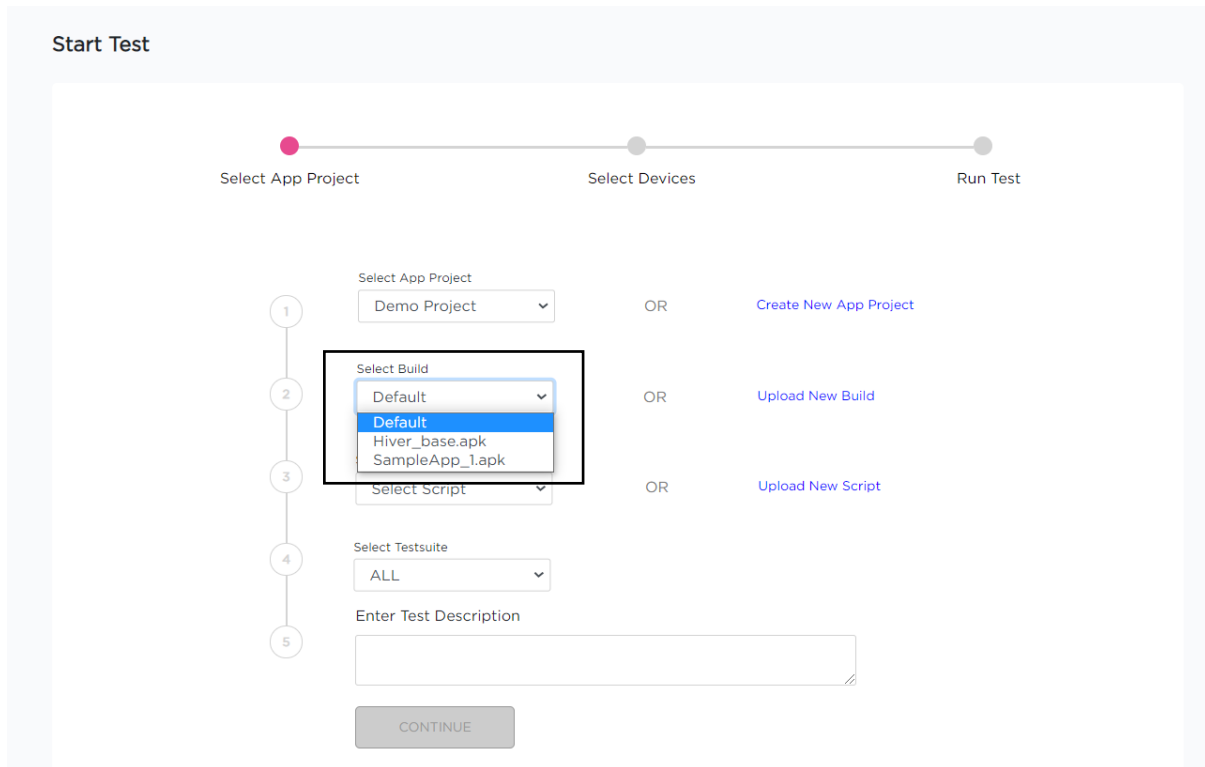 Start Test
Select App Project
Select Devices
Run Test
Select App Project
1
Demo Project
OR
Create New App Project
Select Build
2
Default
OR
Upload New Build
Default
Hiver_base.apk
SampleApp_1.apk
3
Select Script
OR
Upload New Script
Select Testsuite
4
ALL
Enter Test Description
5
CONTINUE